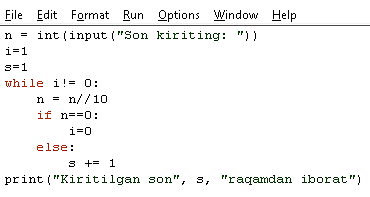 File Edit Format Run Options Window Help
n = int(input("Son kiriting: "))
i=1
s=1
while i!= 0:
    n = n//10
    if n==0:
        i=0
    else:
        s += 1
print("Kiritilgan son", s, "raqamdan iborat")